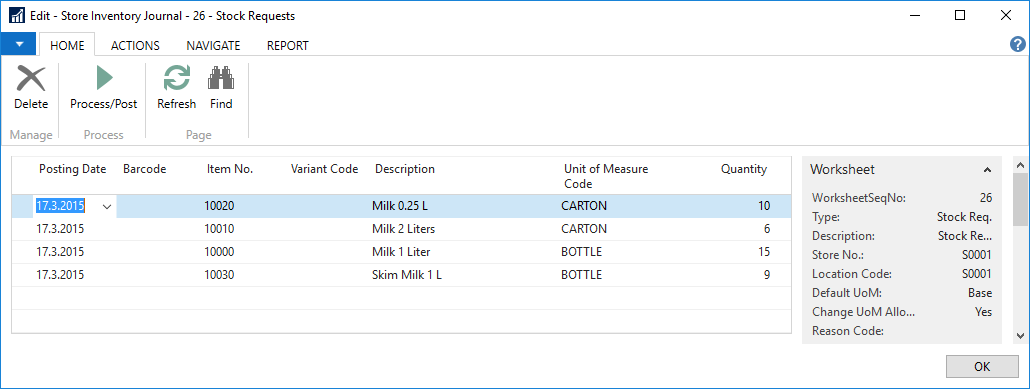 Edit - Store Inventory Journal - 26 - Stock Requests
HOME ACTIONS NAVIGATE REPORT
Delete Process/Post Refresh Find
Manage Process Page
Posting Date Barcode Item No. Variant Code Description Unit of Measure Code Quantity
17.3.2015 10020 Milk 0.25 L CARTON 10
17.3.2015 10010 Milk 2 Liters CARTON 6
17.3.2015 10000 Milk 1 Liter BOTTLE 15
17.3.2015 10030 Skim Milk 1 L BOTTLE 9
Worksheet
WorksheetSeqNo: 26
Type: Stock Req.
Description: Stock Re...
Store No.: S0001
Location Code: S0001
Default UoM: Base
Change UoM Allo... Yes
Reason Code:
OK